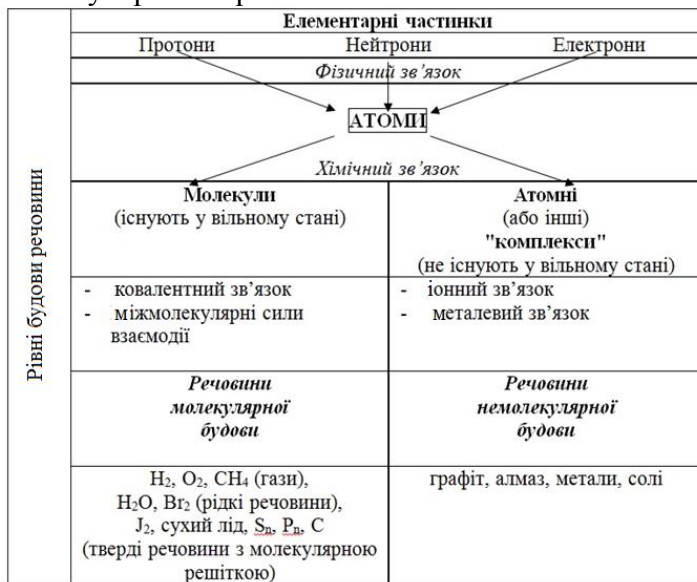 Рівні будови речовини
Елементарні частинки
Протони Нейтрони Електрони
Фізичний зв’язок
АТОМИ
Хімічний зв’язок
Молекули
(існують у вільному стані)
Атомні
(або інші)
"комплекси"
(не існують у вільному стані)
- ковалентний зв’язок
- міжмолекулярні сили
взаємодії
- іонний зв’язок
- металевий зв’язок
Речовини
молекулярної
будови
Речовини
немолекулярної
будови
H₂, O₂, CH₄ (гази),
H₂O, Br₂ (рідкі речовини),
J₂, сухий лід, Sₙ, Pₙ, C
(тверді речовини з молекулярною
решіткою)
графіт, алмаз, метали, солі